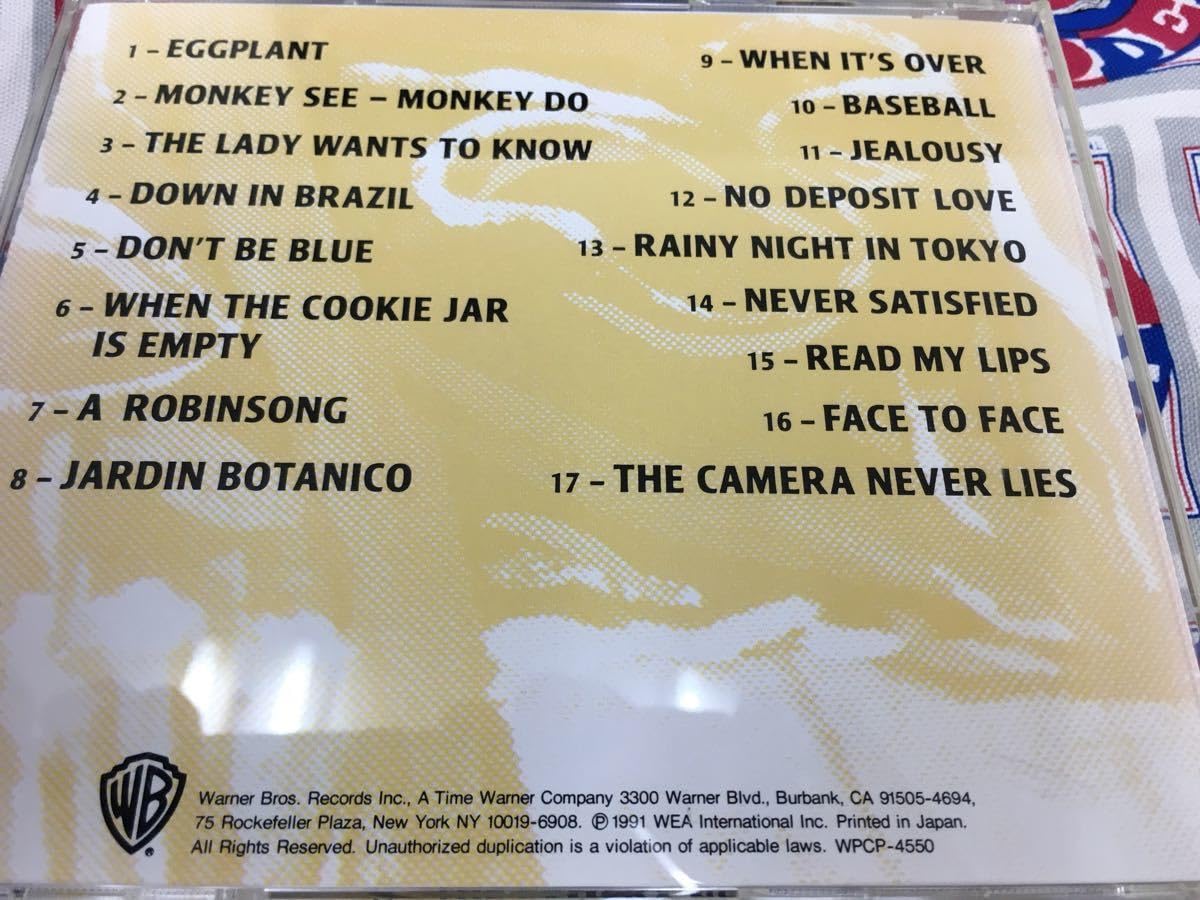 1 – EGGPLANT
2 – MONKEY SEE – MONKEY DO
3 – THE LADY WANTS TO KNOW
4 – DOWN IN BRAZIL
5 – DON'T BE BLUE
6 – WHEN THE COOKIE JAR
IS EMPTY
7 – A ROBINSONG
8 – JARDIN BOTANICO
9 – WHEN IT'S OVER
10 – BASEBALL
11 – JEALOUSY
12 – NO DEPOSIT LOVE
13 – RAINY NIGHT IN TOKYO
14 – NEVER SATISFIED
15 – READ MY LIPS
16 – FACE TO FACE
17 – THE CAMERA NEVER LIES
WB
Warner Bros. Records Inc., A Time Warner Company 3300 Warner Blvd., Burbank, CA 91505-4694,
75 Rockefeller Plaza, New York NY 10019-6908. ℗1991 WEA International Inc. Printed in Japan.
All Rights Reserved. Unauthorized duplication is a violation of applicable laws. WPCP-4550